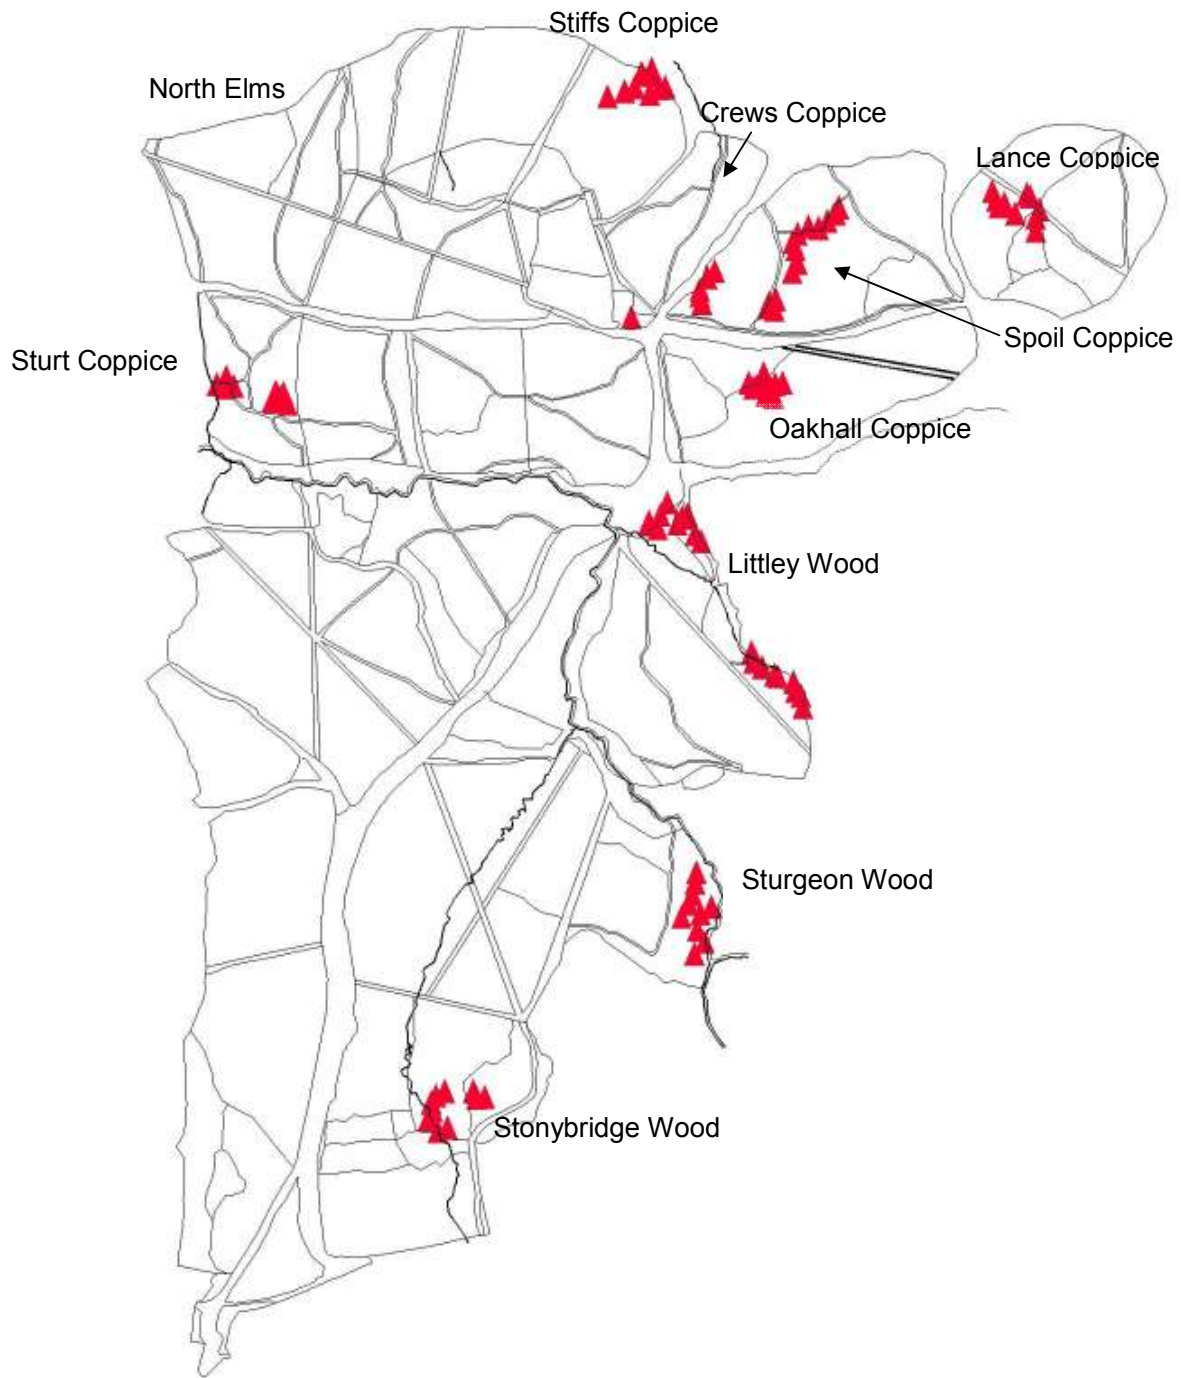 Stiffs Coppice
North Elms
Crews Coppice
Lance Coppice
Spoil Coppice
Sturt Coppice
Oakhall Coppice
Littley Wood
Sturgeon Wood
Stonybridge Wood